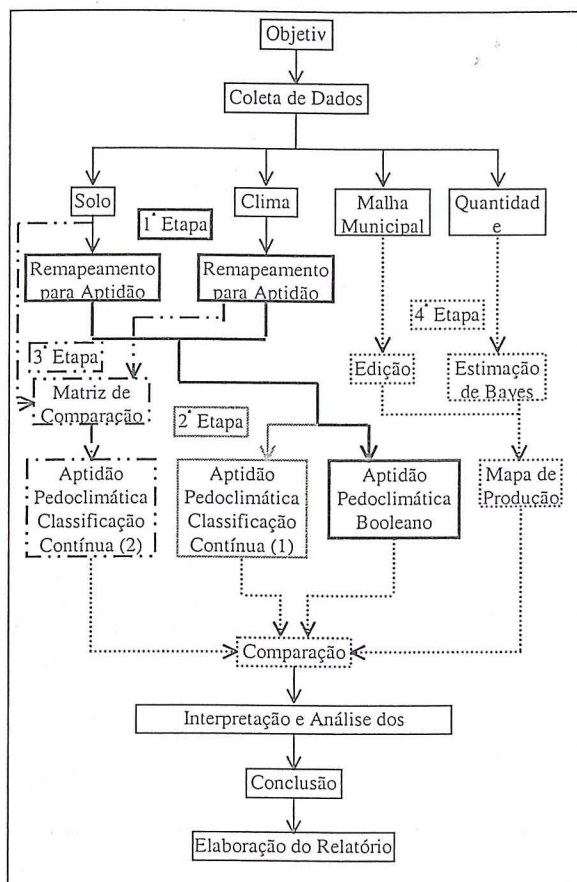 Objetiv
Coleta de Dados
Solo
Clima
Malha
Municipal
Quantidad
e
1ª Etapa
Remapeamento
para Aptidão
Remapeamento
para Aptidão
4ª Etapa
3ª Etapa
Matriz de
Comparação
Edição
Estimação
de Bayes
2ª Etapa
Aptidão
Pedoclimática
Classificação
Contínua (2)
Aptidão
Pedoclimática
Classificação
Contínua (1)
Aptidão
Pedoclimática
Booleano
Mapa de
Produção
Comparação
Interpretação e Análise dos
Conclusão
Elaboração do Relatório